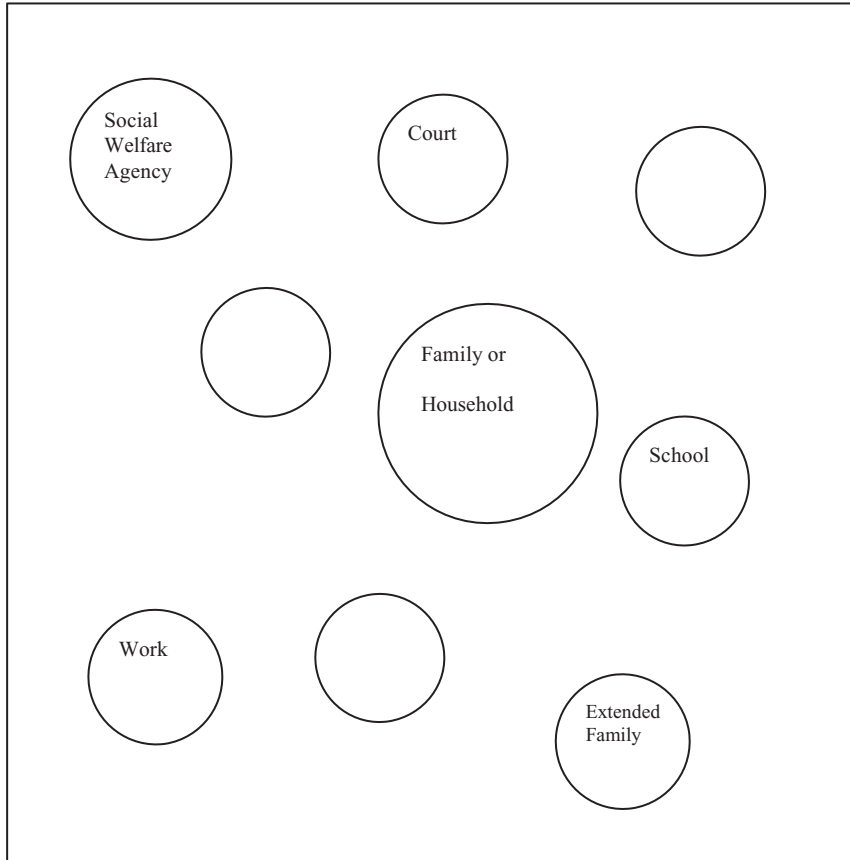 Social
Welfare
Agency
Court
Family or
Household
School
Work
Extended
Family